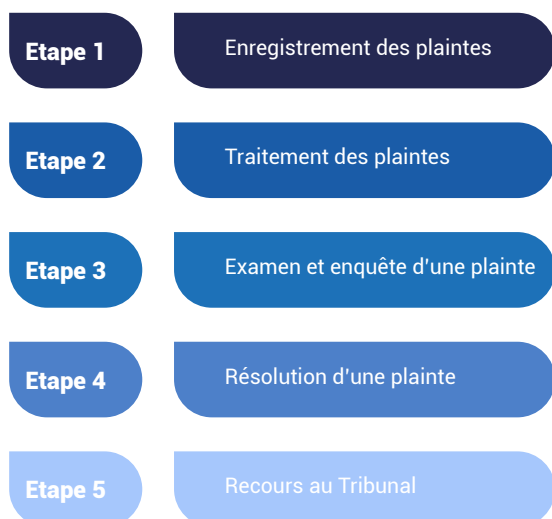 Etape 1
Enregistrement des plaintes
Etape 2
Traitement des plaintes
Etape 3
Examen et enquête d'une plainte
Etape 4
Résolution d'une plainte
Etape 5
Recours au Tribunal